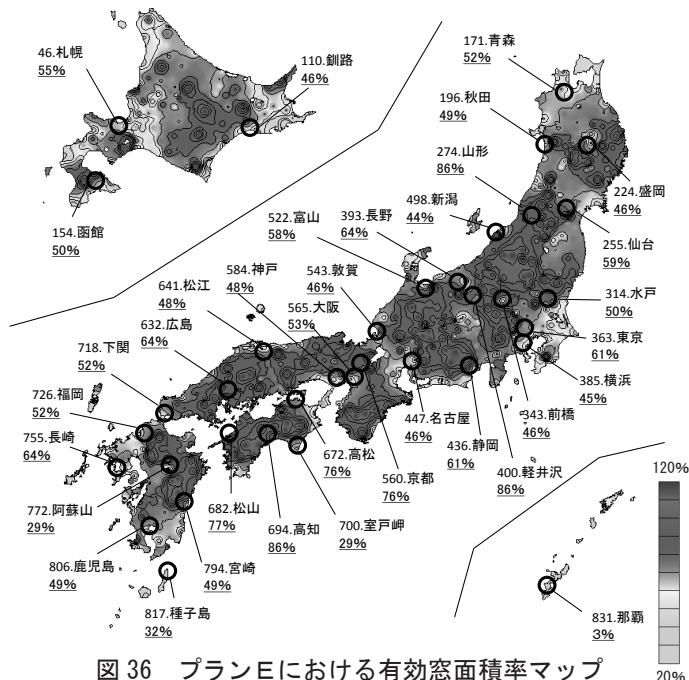 46.札幌
55%
110.釧路
46%
154.函館
50%
171.青森
52%
196.秋田
49%
274.山形
86%
498.新潟
44%
393.長野
64%
522.富山
58%
224.盛岡
46%
255.仙台
59%
314.水戸
50%
363.東京
61%
385.横浜
45%
343.前橋
46%
400.軽井沢
86%
436.静岡
61%
447.名古屋
46%
543.敦賀
46%
584.神戸
48%
565.大阪
53%
641.松江
48%
632.広島
64%
718.下関
52%
726.福岡
52%
755.長崎
64%
772.阿蘇山
29%
806.鹿児島
49%
817.種子島
32%
794.宮崎
49%
682.松山
77%
694.高知
86%
672.高松
76%
700.室戸岬
29%
560.京都
76%
831.那覇
3%
120%
20%
図36 プランEにおける有効窓面積率マップ